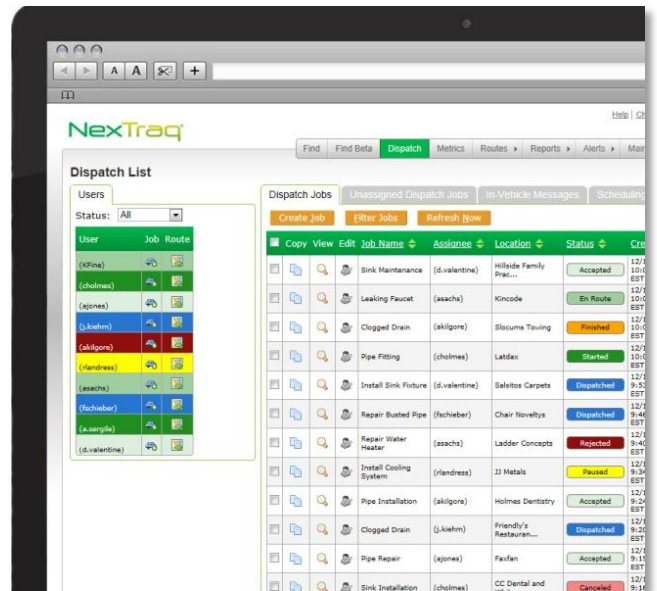 A A +
Help
NexTraq
Find Find Beta Dispatch Metrics Routes Reports Alerts
Dispatch List
Users
Status: All
User Job Route
(KFine)
(cholmes)
(ajones)
(j.kiehm)
(akilgore)
(rlandress)
(asachs)
(fschieber)
(a.sergile)
(d.valentine)
Dispatch Jobs Unassigned Dispatch Jobs In-Vehicle Messages Scheduling
Create Job Filter Jobs Refresh Now
Copy View Edit Job Name Assignee Location Status
Sink Maintenance (d.valentine) Hillside Family Prac... Accepted
Leaking Faucet (asachs) Kincode En Route
Clogged Drain (akilgore) Slocums Towing Finished
Pipe Fitting (cholmes) Latdax Started
Install Sink Fixture (d.valentine) Salsitos Carpets Dispatched
Repair Busted Pipe (fschieber) Chair Noveltys Dispatched
Repair Water Heater (asachs) Ladder Concepts Rejected
Install Cooling System (rlandress) JJ Metals Paused
Pipe Installation (akilgore) Holmes Dentistry Accepted
Clogged Drain (j.kiehm) Friendly's Restauran... Dispatched
Pipe Repair (ajones) Faxfan Accepted
Sink Installation (cholmes) CC Dental and Canceled